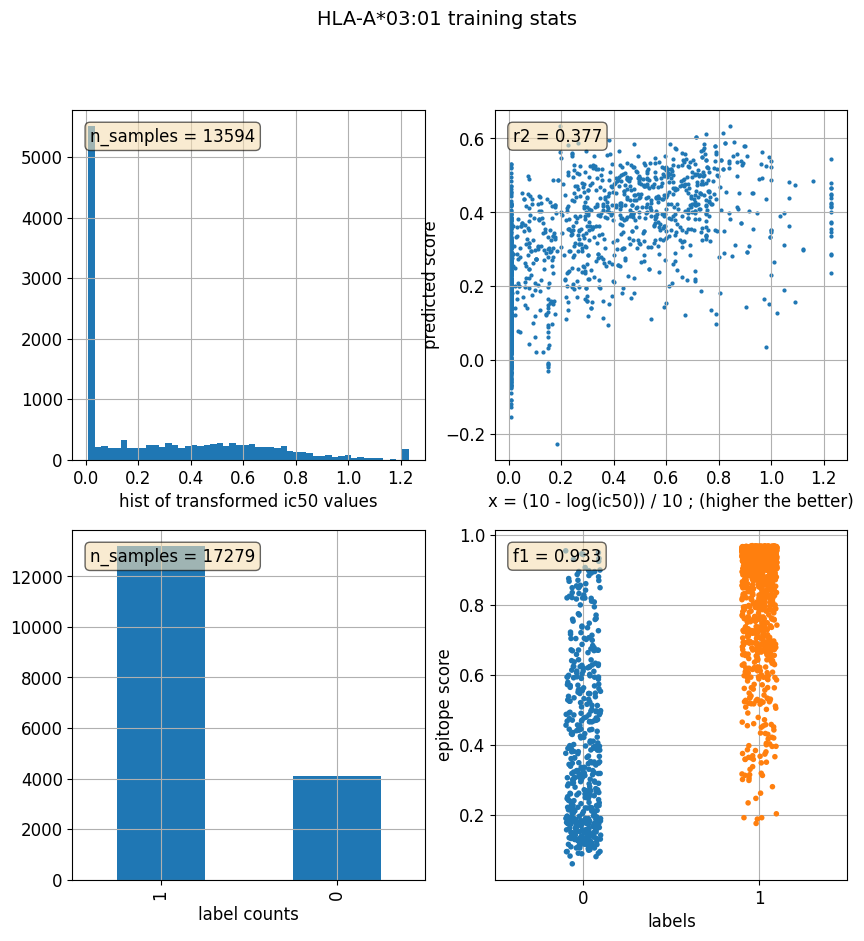 HLA-A*03:01 training stats
n_samples = 13594
5000
4000
3000
2000
1000
0
0.0 0.2 0.4 0.6 0.8 1.0 1.2
hist of transformed ic50 values
r2 = 0.377
predicted score
0.6
0.4
0.2
0.0
−0.2
0.0 0.2 0.4 0.6 0.8 1.0 1.2
x = (10 - log(ic50)) / 10 ; (higher the better)
n_samples = 17279
12000
10000
8000
6000
4000
2000
0
1 0
label counts
f1 = 0.933
epitope score
1.0
0.8
0.6
0.4
0.2
0 1
labels